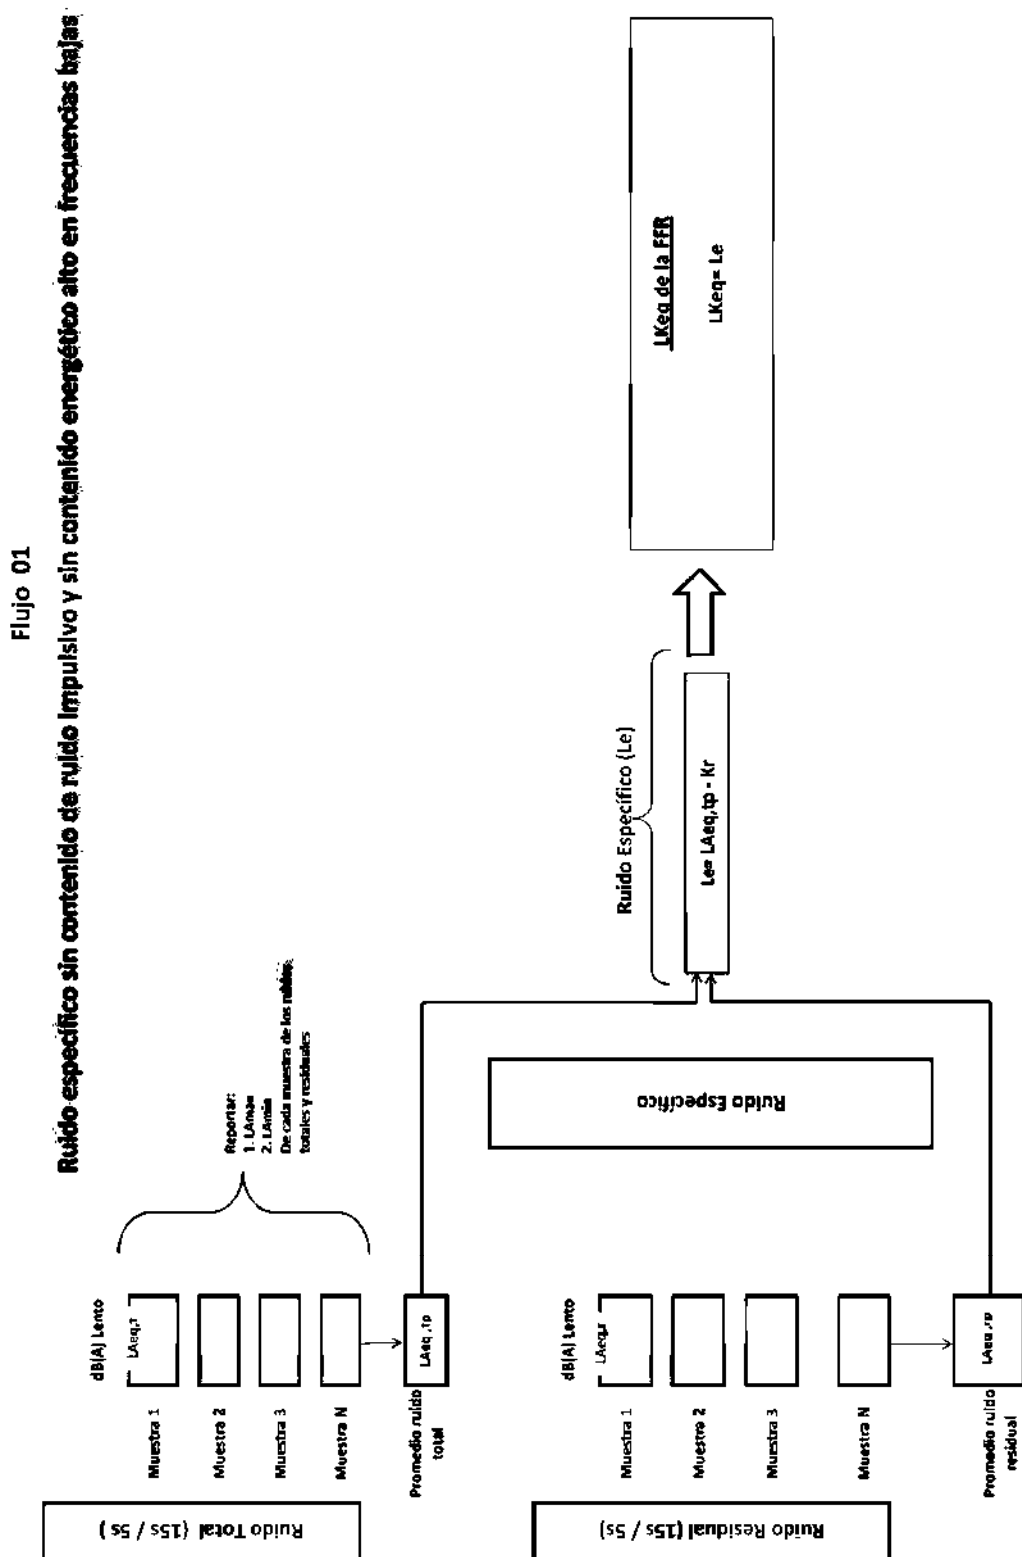 Flujo 01
Ruido específico sin contenido de ruido impulsivo y sin contenido energético alto en frecuencias bajas
Ruido Total (15s / 5s )
dB(A) Lento
Muestra 1
LAeq,r
Muestra 2
Muestra 3
Muestra N
Promedio ruido
total
LAeq ,tp
Reportar:
1. LAmax
2. LAmin
De cada muestra de los ruidos
totales y residuales
Ruido Residual (15s / 5s)
dB(A) Lento
Muestra 1
LAeq,r
Muestra 2
Muestra 3
Muestra N
Promedio ruido
residual
LAeq ,rp
Ruido Específico
Ruido Específico (Le)
Le= LAeq,tp - Kr
LKeq de la FFR
LKeq= Le